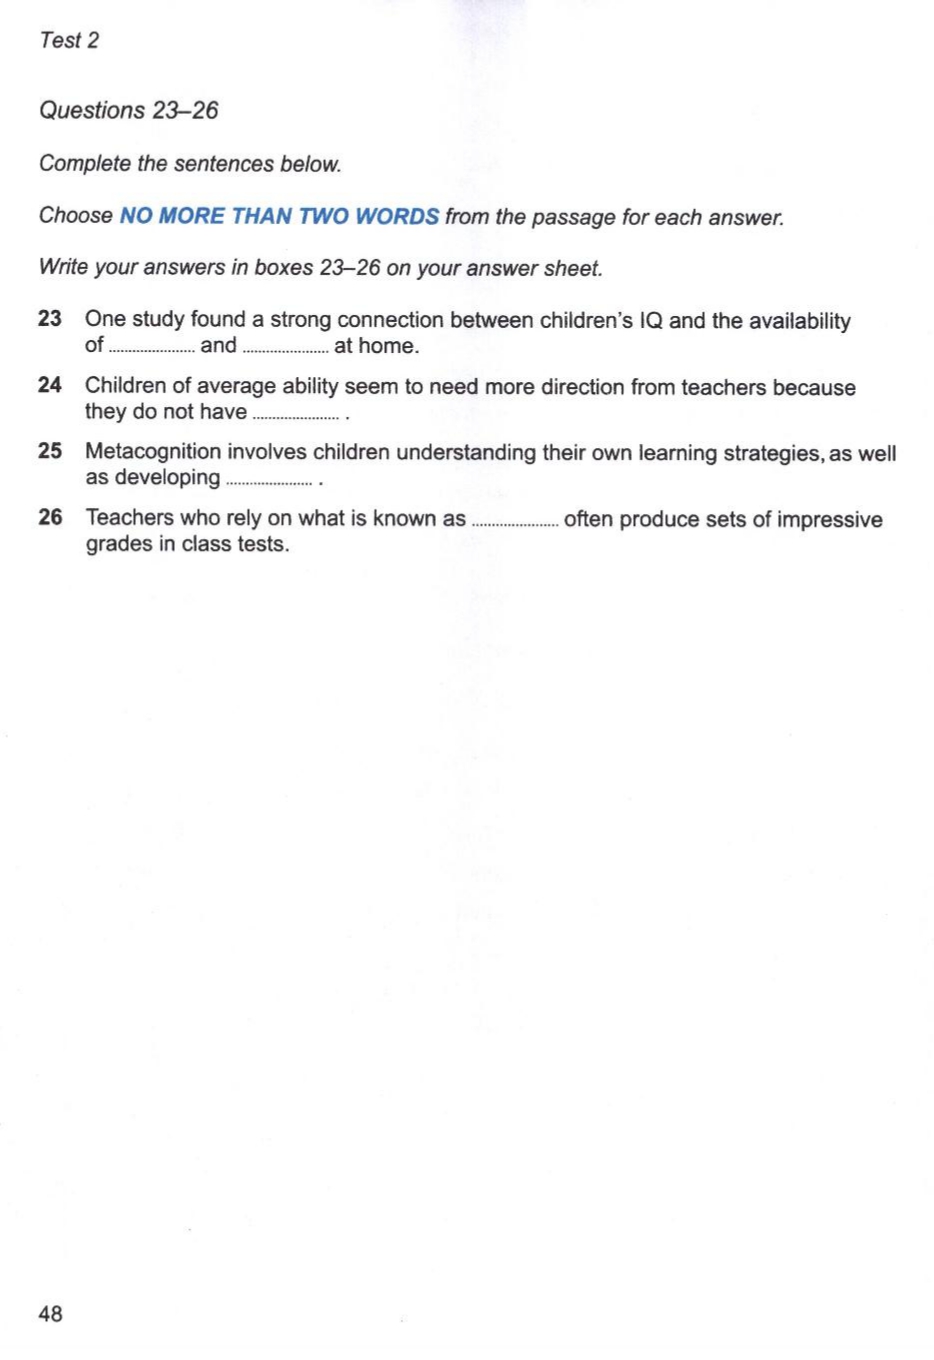 Test 2
Questions 23–26
Complete the sentences below.
Choose NO MORE THAN TWO WORDS from the passage for each answer.
Write your answers in boxes 23–26 on your answer sheet.
23 One study found a strong connection between children's IQ and the availability
of ...................... and ...................... at home.
24 Children of average ability seem to need more direction from teachers because
they do not have ...................... .
25 Metacognition involves children understanding their own learning strategies, as well
as developing ...................... .
26 Teachers who rely on what is known as ...................... often produce sets of impressive
grades in class tests.
48